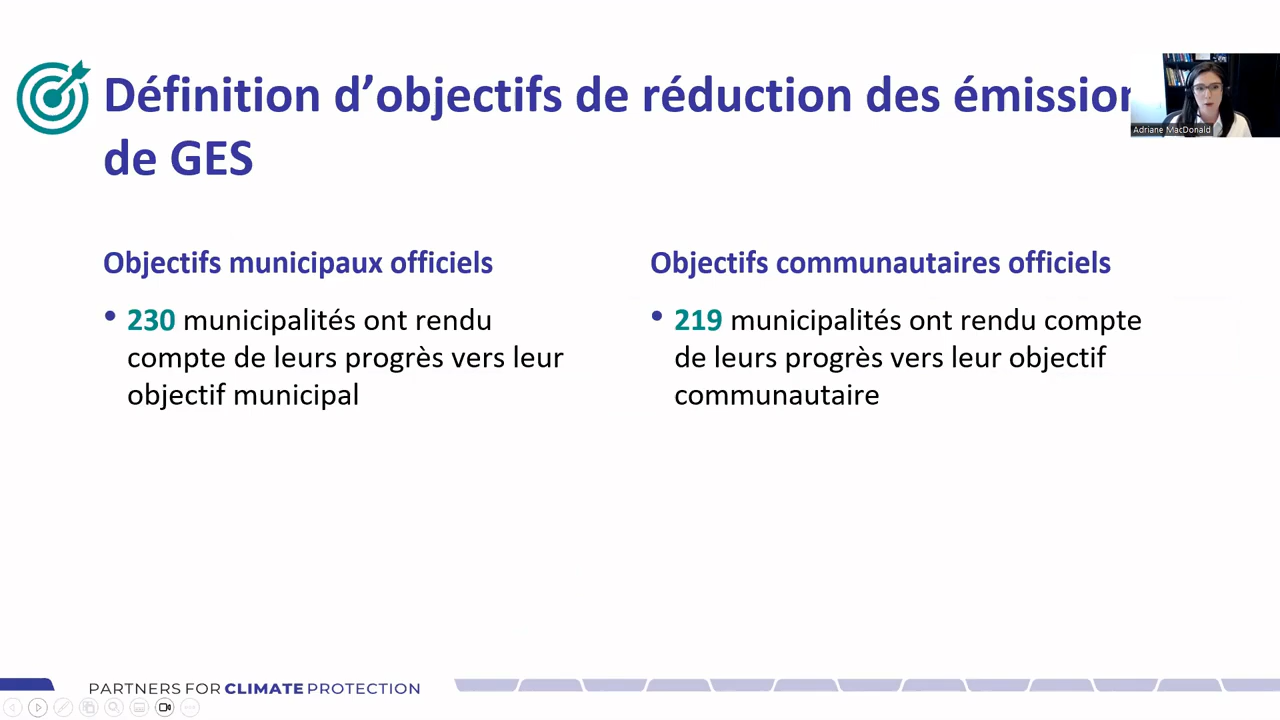 Définition d'objectifs de réduction des émission
de GES
Adriane MacDonald
Objectifs municipaux officiels
• 230 municipalités ont rendu
compte de leurs progrès vers leur
objectif municipal
Objectifs communautaires officiels
• 219 municipalités ont rendu compte
de leurs progrès vers leur objectif
communautaire
PARTNERS FOR CLIMATE PROTECTION